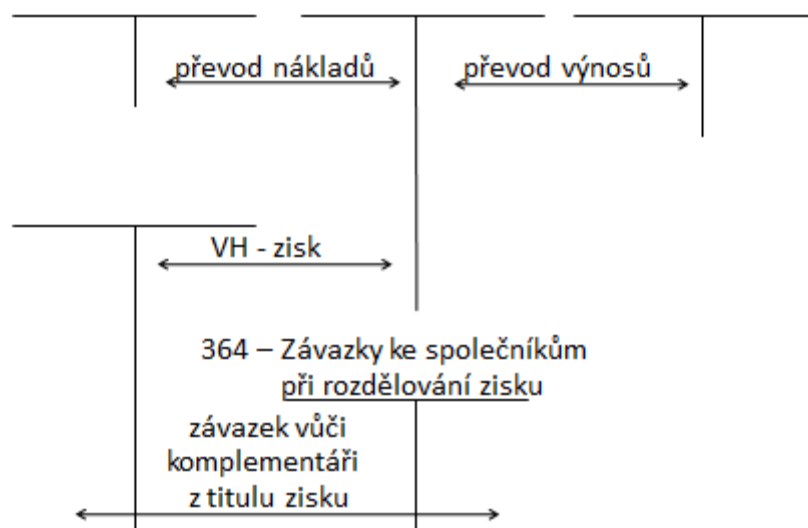 převod nákladů
převod výnosů
VH - zisk
364 – Závazky ke společníkům
při rozdělování zisku
závazek vůči
komplementáři
z titulu zisku